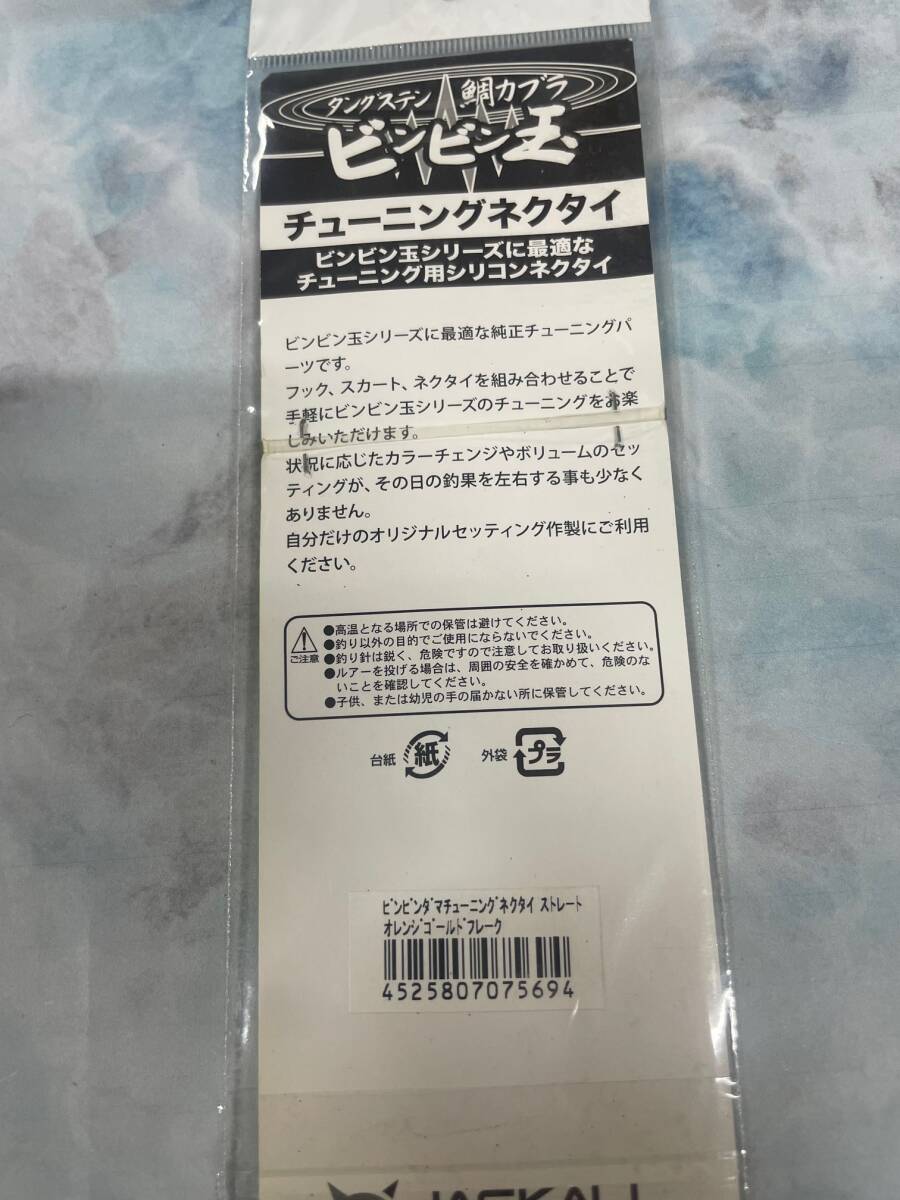 タングステン 鯛カブラ
ビンビン玉
チューニングネクタイ
ビンビン玉シリーズに最適な
チューニング用シリコンネクタイ
ビンビン玉シリーズに最適な純正チューニングパ
ーツです。
フック、スカート、ネクタイを組み合わせることで
手軽にビンビン玉シリーズのチューニングをお楽
しみいただけます。
状況に応じたカラーチェンジやボリュームのセッ
ティングが、その日の釣果を左右する事も少なく
ありません。
自分だけのオリジナルセッティング作製にご利用
ください。
ご注意
●高温となる場所での保管は避けてください。
●釣り以外の目的でご使用にならないでください。
●釣り針は鋭く、危険ですので注意してお取り扱いください。
●ルアーを投げる場合は、周囲の安全を確かめて、危険のな
いことを確認してください。
●子供、または幼児の手の届かない所に保管してください。
台紙 紙 外袋 プラ
ﾋﾞﾝﾋﾞﾝﾀﾞﾏﾁｭｰﾆﾝｸﾞﾈｸﾀｲ ｽﾄﾚｰﾄ
ｵﾚﾝｼﾞｺﾞｰﾙﾄﾞﾌﾚｰｸ
4525807075694
JACKALL